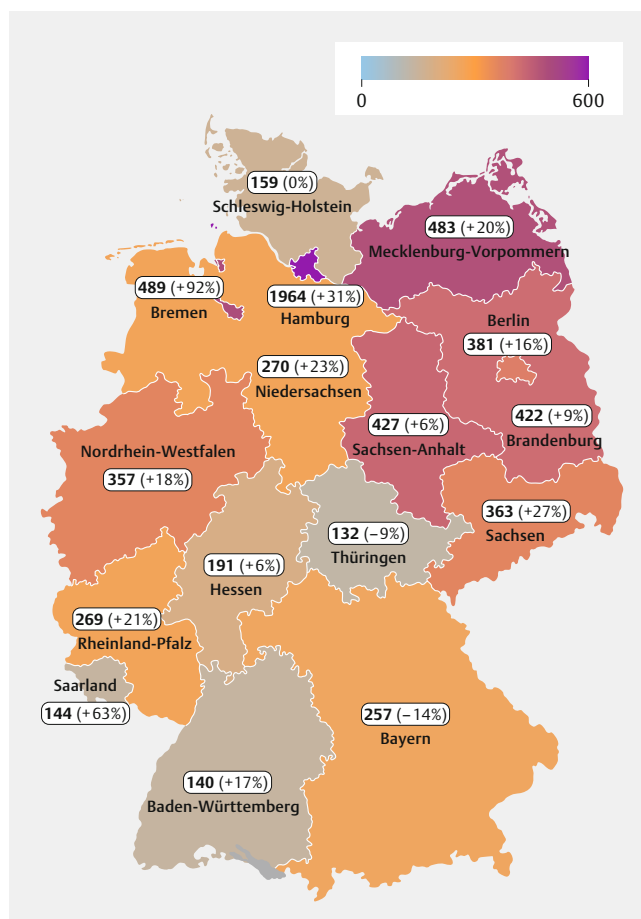 0
600
159 (0%)
Schleswig-Holstein
483 (+20%)
Mecklenburg-Vorpommern
489 (+92%)
Bremen
1964 (+31%)
Hamburg
Berlin
381 (+16%)
270 (+23%)
Niedersachsen
427 (+6%)
Sachsen-Anhalt
422 (+9%)
Brandenburg
Nordrhein-Westfalen
357 (+18%)
363 (+27%)
Sachsen
132 (–9%)
Thüringen
191 (+6%)
Hessen
269 (+21%)
Rheinland-Pfalz
Saarland
144 (+63%)
257 (–14%)
Bayern
140 (+17%)
Baden-Württemberg